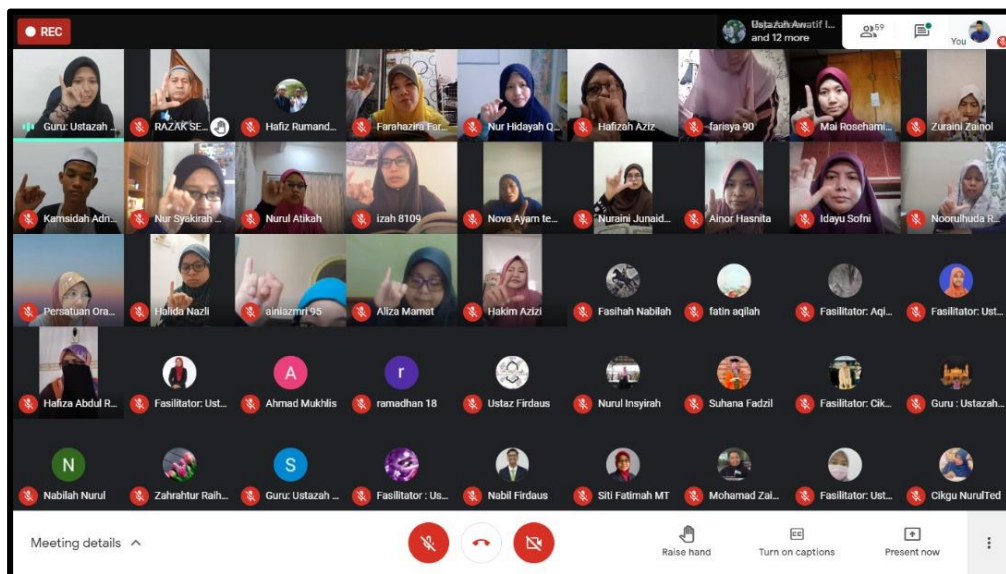 REC
and 12 more
59
You
Guru: Ustazah ...
RAZAK SE...
Hafiz Rumand...
Farahazira Far...
Nur Hidayah Q...
Hafizah Aziz
farisya 90
Mai Rosehami...
Zuraini Zainol
Kamsidah Adn...
Nur Syakirah ...
Nurul Atikah
izah 8109
Nova Ayam te...
Nuraini Junaid...
Ainor Hasnita
Idayu Sofni
Noorulhuda R...
Persatuan Ora...
Halida Nazli
ainiazmri 95
Aliza Mamat
Hakim Azizi
Fasihah Nabilah
fatin aqilah
Fasilitator: Aqi...
Fasilitator: Ust...
Hafiza Abdul R...
Fasilitator: Ust...
A
Ahmad Mukhlis
r
ramadhan 18
Ustaz Firdaus
Nurul Insyirah
Suhana Fadzil
Fasilitator: Cik...
Guru : Ustazah...
N
Nabilah Nurul
Zahrahtur Raih...
S
Guru: Ustazah ...
Fasilitator : Us...
Nabil Firdaus
Siti Fatimah MT
Mohamad Zai...
Fasilitator: Ust...
Cikgu NurulTed
Meeting details
Raise hand
CC
Turn on captions
Present now